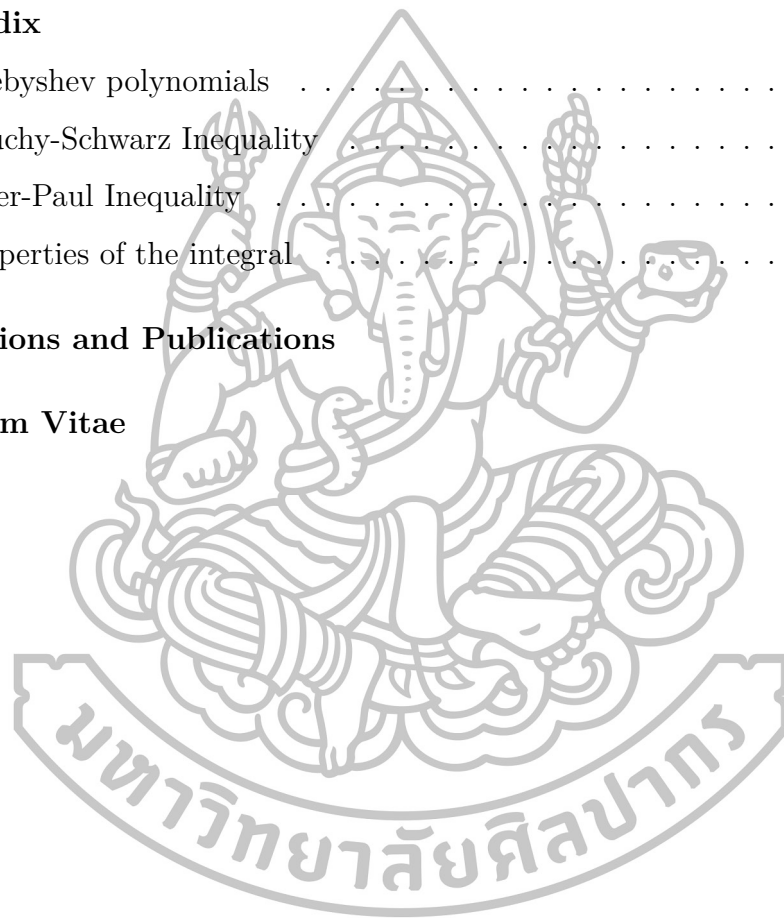 dix
ebyshev polynomials . . . . . . . . . . . . . . . . . . .
uchy-Schwarz Inequality . . . . . . . . . . . . . . . . .
er-Paul Inequality . . . . . . . . . . . . . . . . . . . .
perties of the integral . . . . . . . . . . . . . . . . . .
ions and Publications
m Vitae
มหาวิทยาลัยศิลปากร